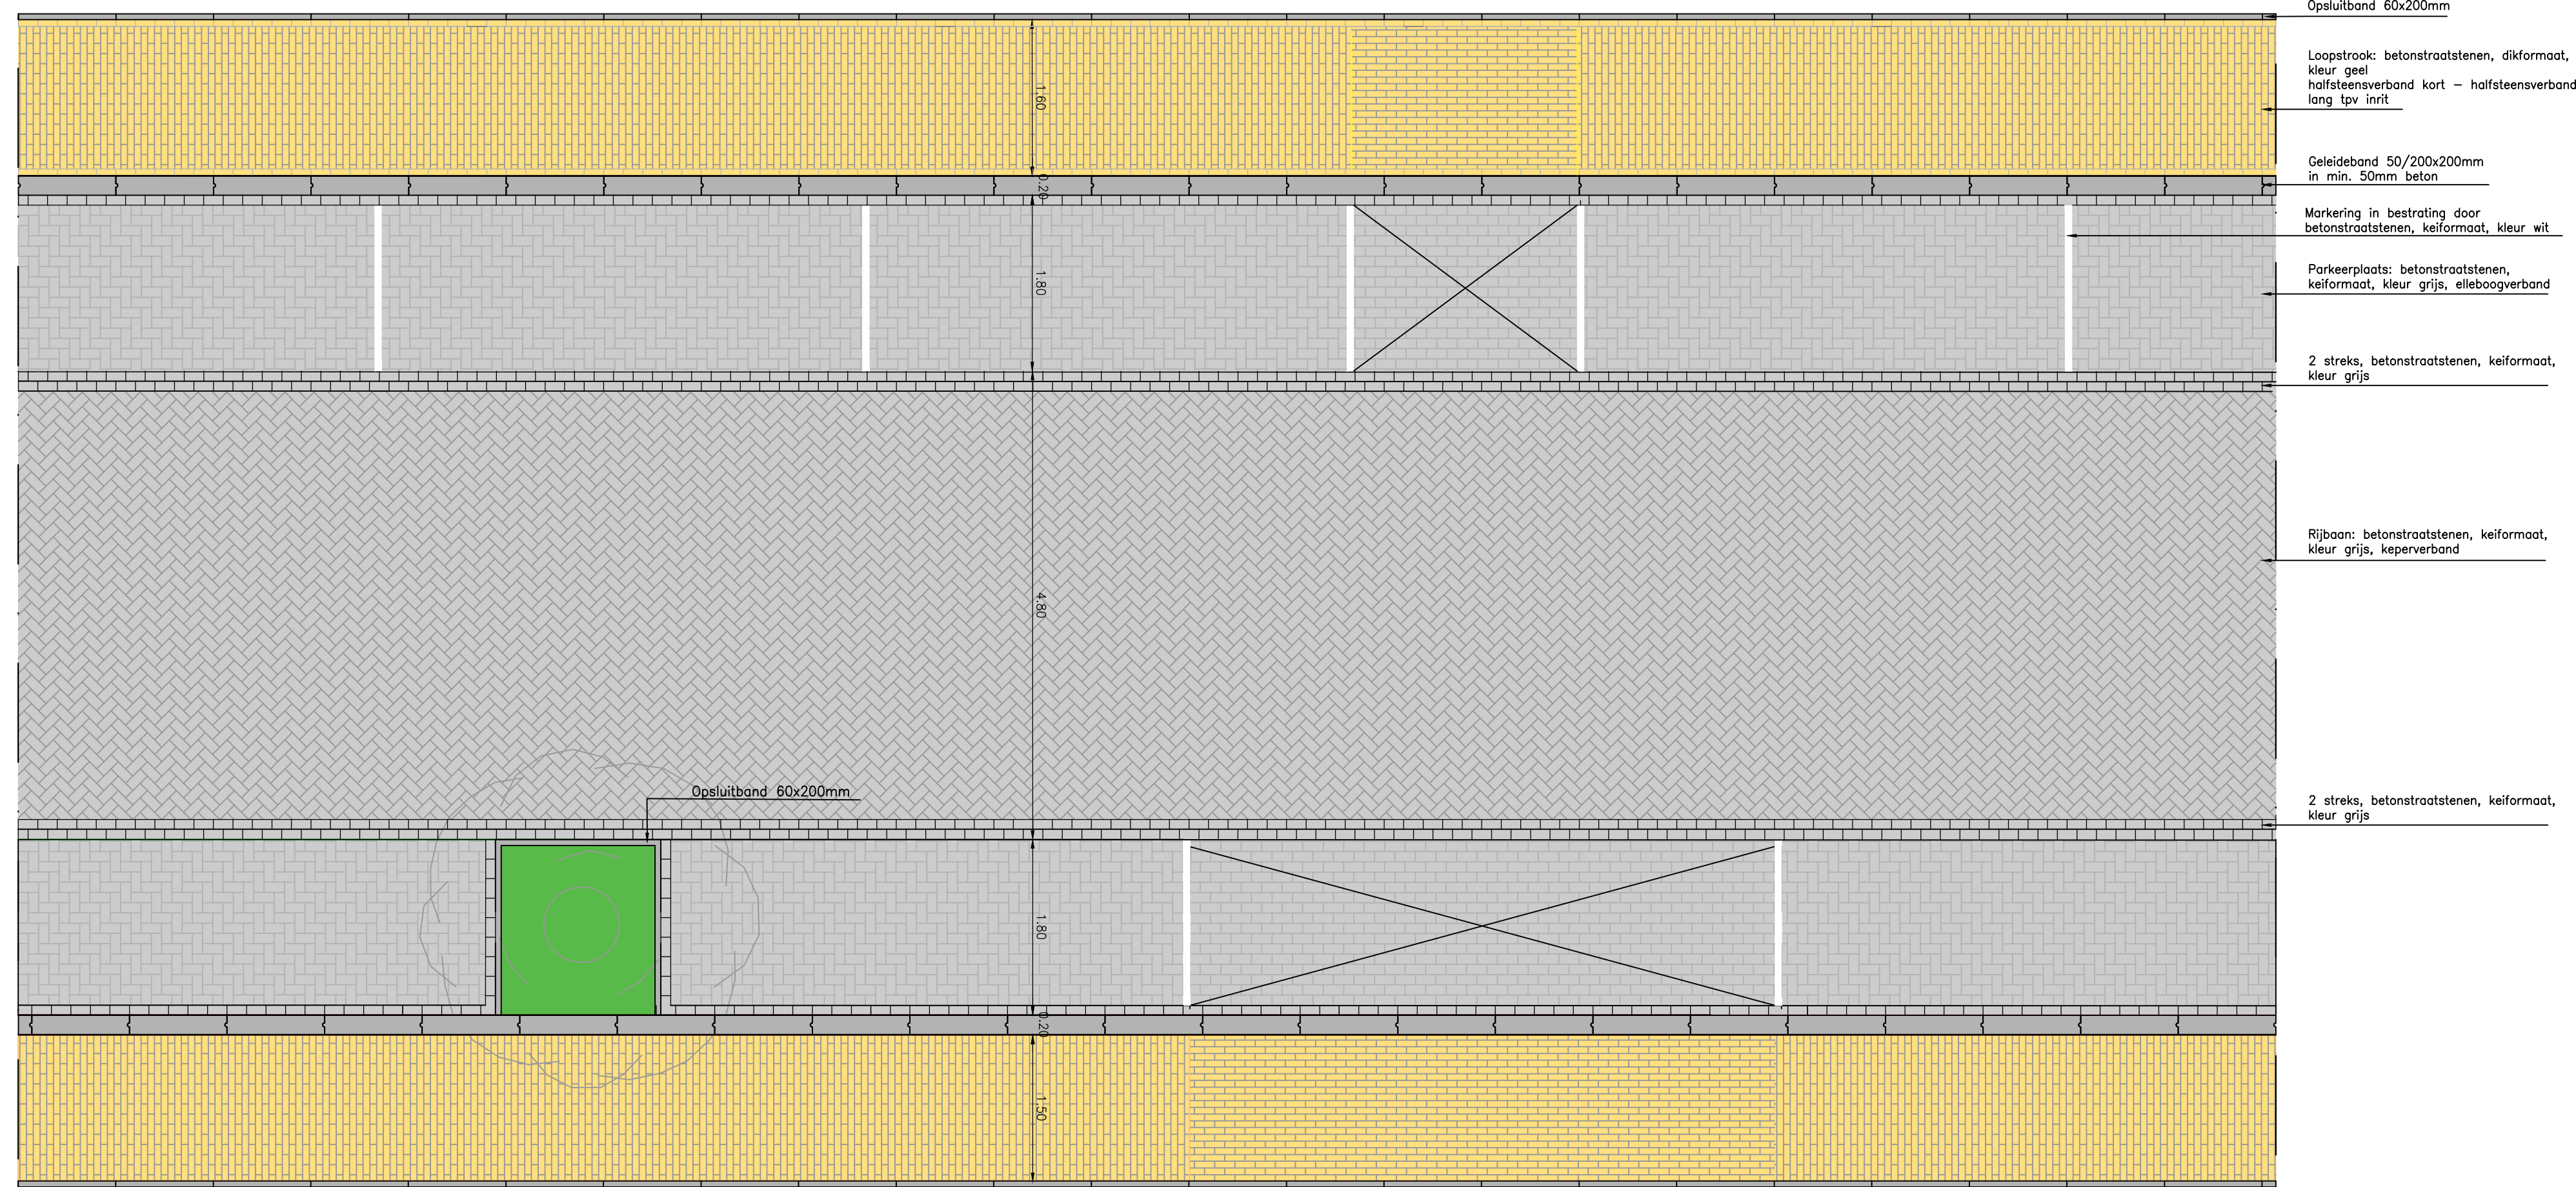 Opsluitband 60x200mm
Loopstrook: betonstraatstenen, dikformaat,
kleur geel
halfsteensverband kort – halfsteensverband
lang tpv inrit
1.60
Geleideband 50/200x200mm
in min. 50mm beton
0.20
Markering in bestrating door
betonstraatstenen, keiformaat, kleur wit
1.80
Parkeerplaats: betonstraatstenen,
keiformaat, kleur grijs, elleboogverband
2 streks, betonstraatstenen, keiformaat,
kleur grijs
Rijbaan: betonstraatstenen, keiformaat,
kleur grijs, keperverband
4.80
Opsluitband 60x200mm
2 streks, betonstraatstenen, keiformaat,
kleur grijs
1.80
0.20
1.50